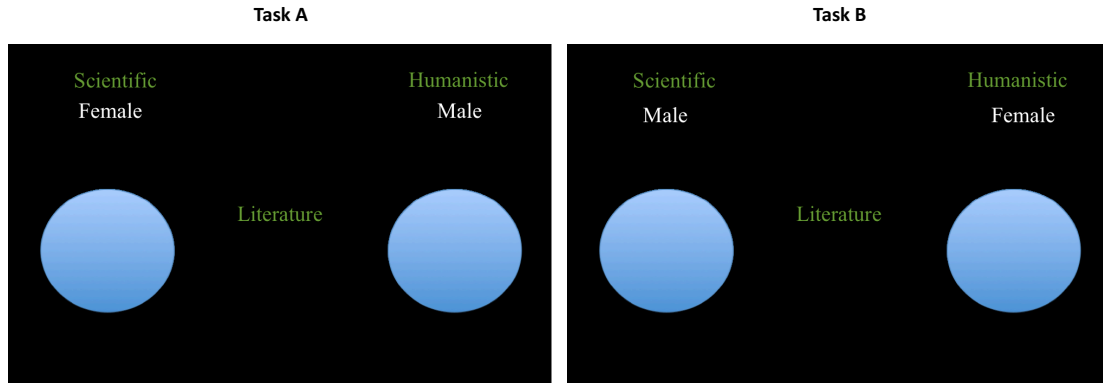 Task A
Scientific
Humanistic
Female
Male
Literature
Task B
Scientific
Humanistic
Male
Female
Literature